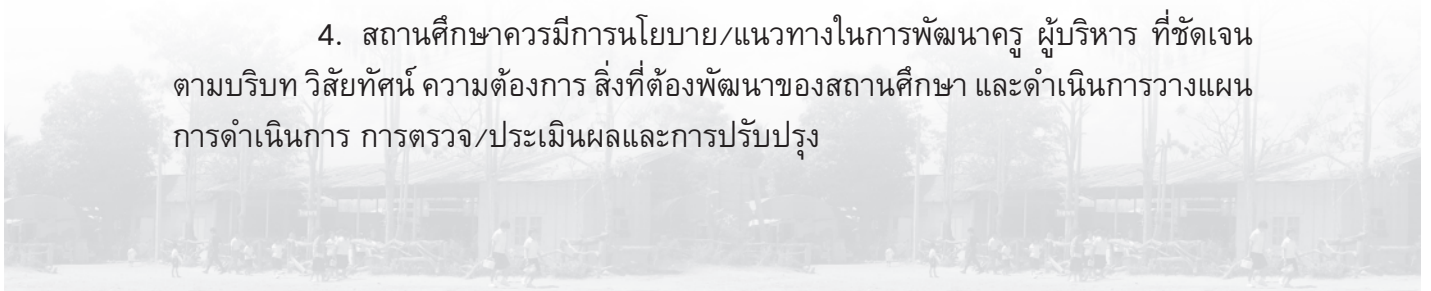 4. สถานศึกษาควรมีการนโยบาย/แนวทางในการพัฒนาครู ผู้บริหาร ที่ชัดเจน
ตามบริบท วิสัยทัศน์ ความต้องการ สิ่งที่ต้องพัฒนาของสถานศึกษา และดำเนินการวางแผน
การดำเนินการ การตรวจ/ประเมินผลและการปรับปรุง